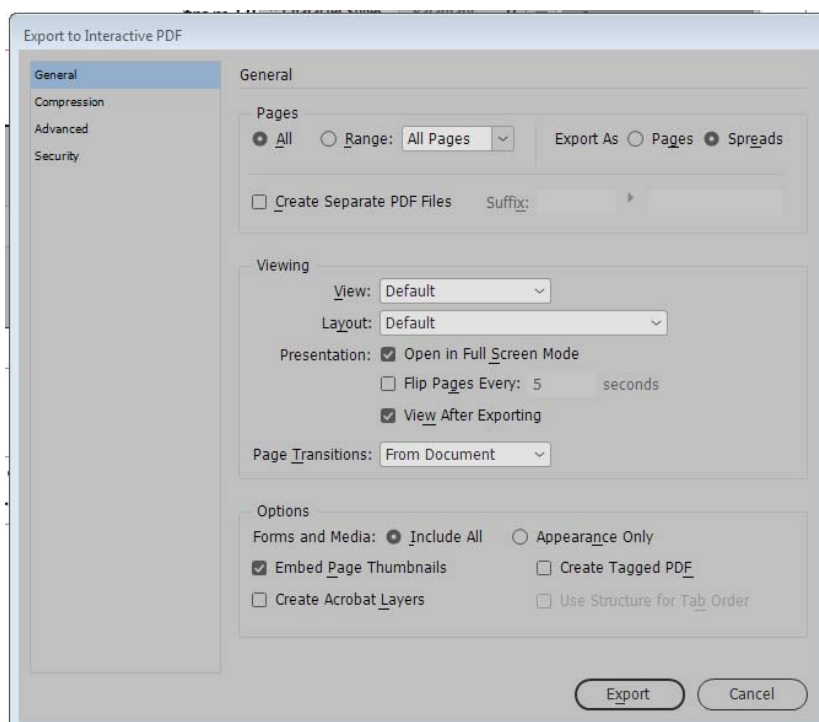 Export to Interactive PDF
General
Compression
Advanced
Security
General
Pages
All Range: All Pages Export As Pages Spreads
Create Separate PDF Files Suffix:
Viewing
View: Default
Layout: Default
Presentation: Open in Full Screen Mode
Flip Pages Every: 5 seconds
View After Exporting
Page Transitions: From Document
Options
Forms and Media: Include All Appearance Only
Embed Page Thumbnails Create Tagged PDF
Create Acrobat Layers Use Structure for Tab Order
Export Cancel